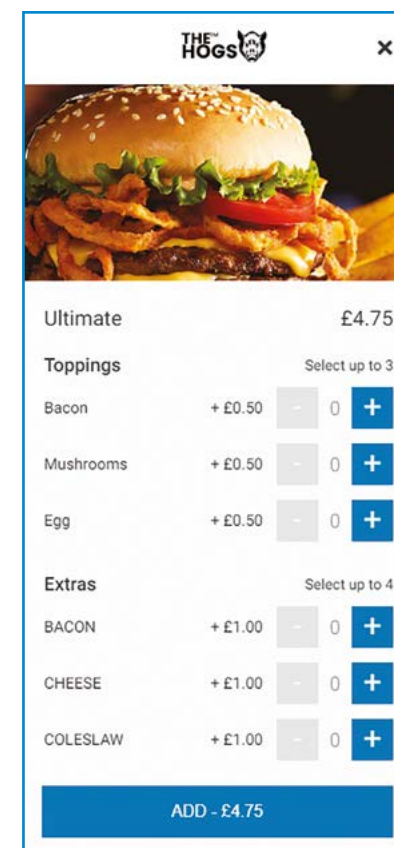 THE™
HOGS
×
Ultimate £4.75
Toppings Select up to 3
Bacon + £0.50 - 0 +
Mushrooms + £0.50 - 0 +
Egg + £0.50 - 0 +
Extras Select up to 4
BACON + £1.00 - 0 +
CHEESE + £1.00 - 0 +
COLESLAW + £1.00 - 0 +
ADD - £4.75